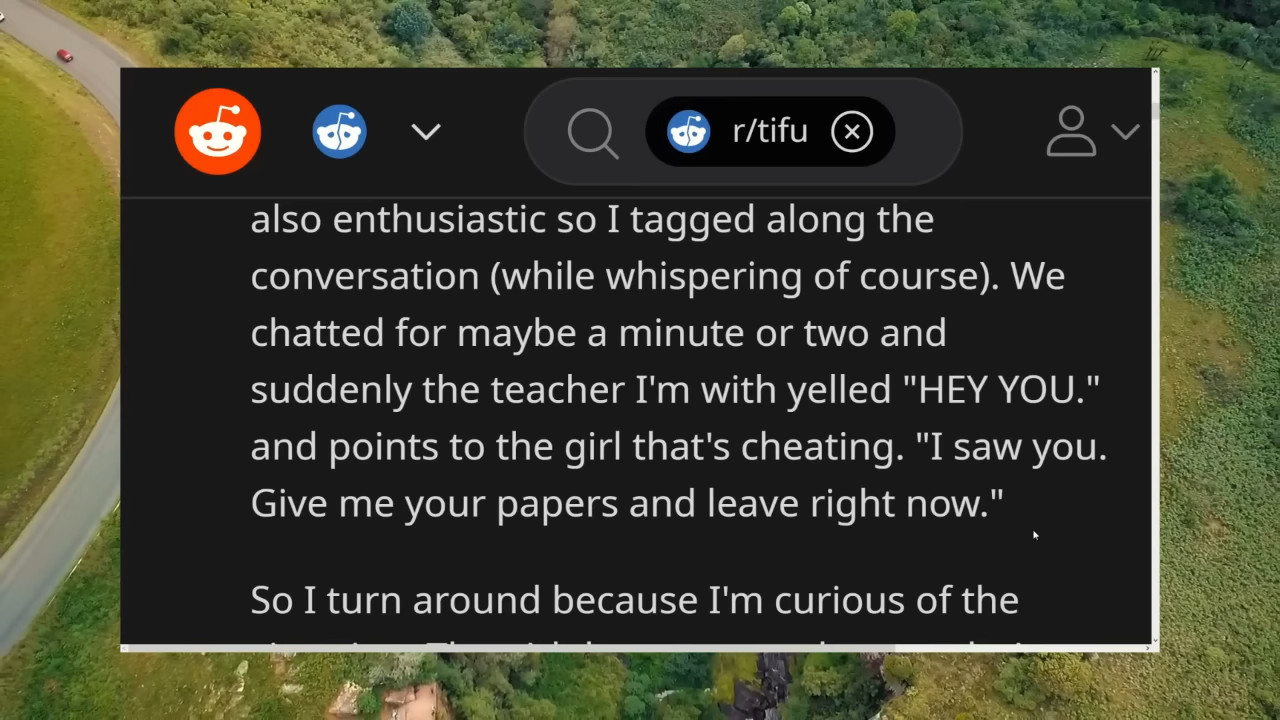 r/tifu
also enthusiastic so I tagged along the
conversation (while whispering of course). We
chatted for maybe a minute or two and
suddenly the teacher I'm with yelled "HEY YOU."
and points to the girl that's cheating. "I saw you.
Give me your papers and leave right now."
So I turn around because I'm curious of the